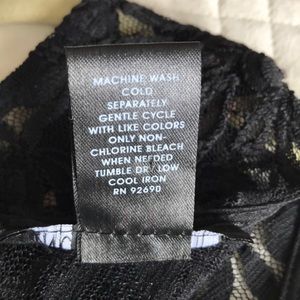 MACHINE WASH
COLD
SEPARATELY
GENTLE CYCLE
WITH LIKE COLORS
ONLY NON-
CHLORINE BLEACH
WHEN NEEDED
TUMBLE DRY LOW
COOL IRON
RN 92690